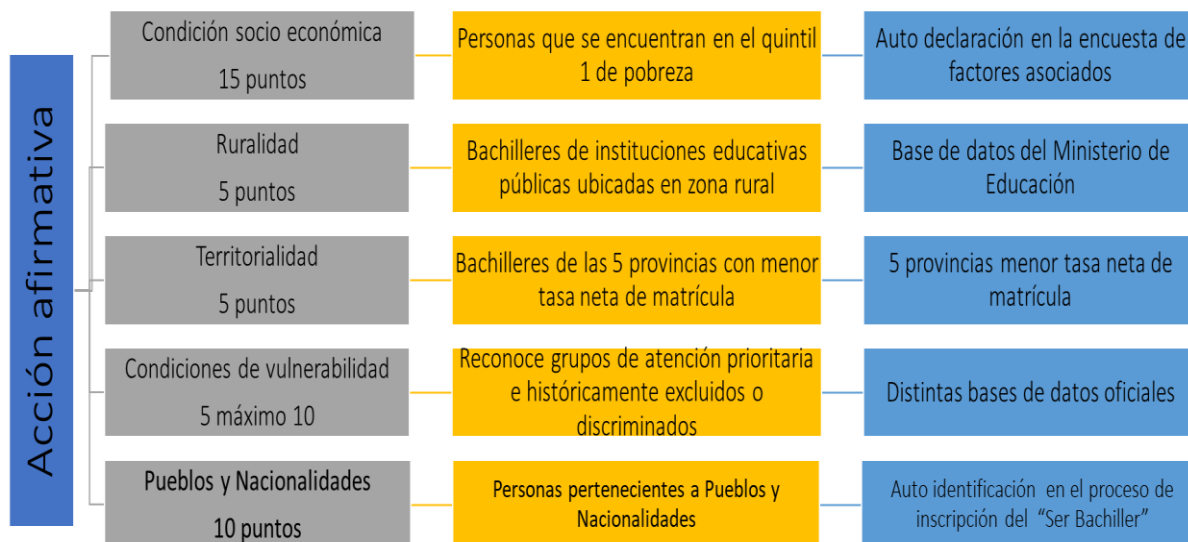 Acción afirmativa
Condición socio económica
15 puntos
Personas que se encuentran en el quintil
1 de pobreza
Auto declaración en la encuesta de
factores asociados
Ruralidad
5 puntos
Bachilleres de instituciones educativas
públicas ubicadas en zona rural
Base de datos del Ministerio de
Educación
Territorialidad
5 puntos
Bachilleres de las 5 provincias con menor
tasa neta de matrícula
5 provincias menor tasa neta de
matrícula
Condiciones de vulnerabilidad
5 máximo 10
Reconoce grupos de atención prioritaria
e históricamente excluidos o
discriminados
Distintas bases de datos oficiales
Pueblos y Nacionalidades
10 puntos
Personas pertenecientes a Pueblos y
Nacionalidades
Auto identificación en el proceso de
inscripción del “Ser Bachiller”